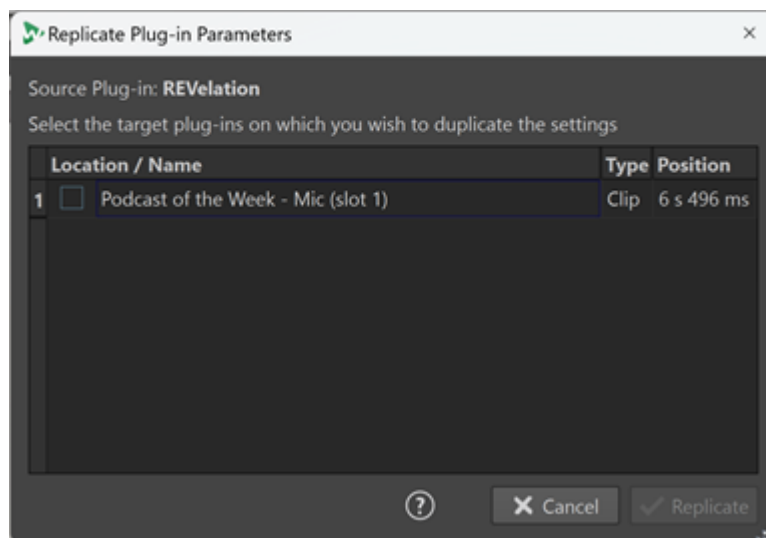 Replicate Plug-in Parameters
Source Plug-in: REVelation
Select the target plug-ins on which you wish to duplicate the settings
Location / Name Type Position
1 Podcast of the Week - Mic (slot 1) Clip 6 s 496 ms
? Cancel Replicate